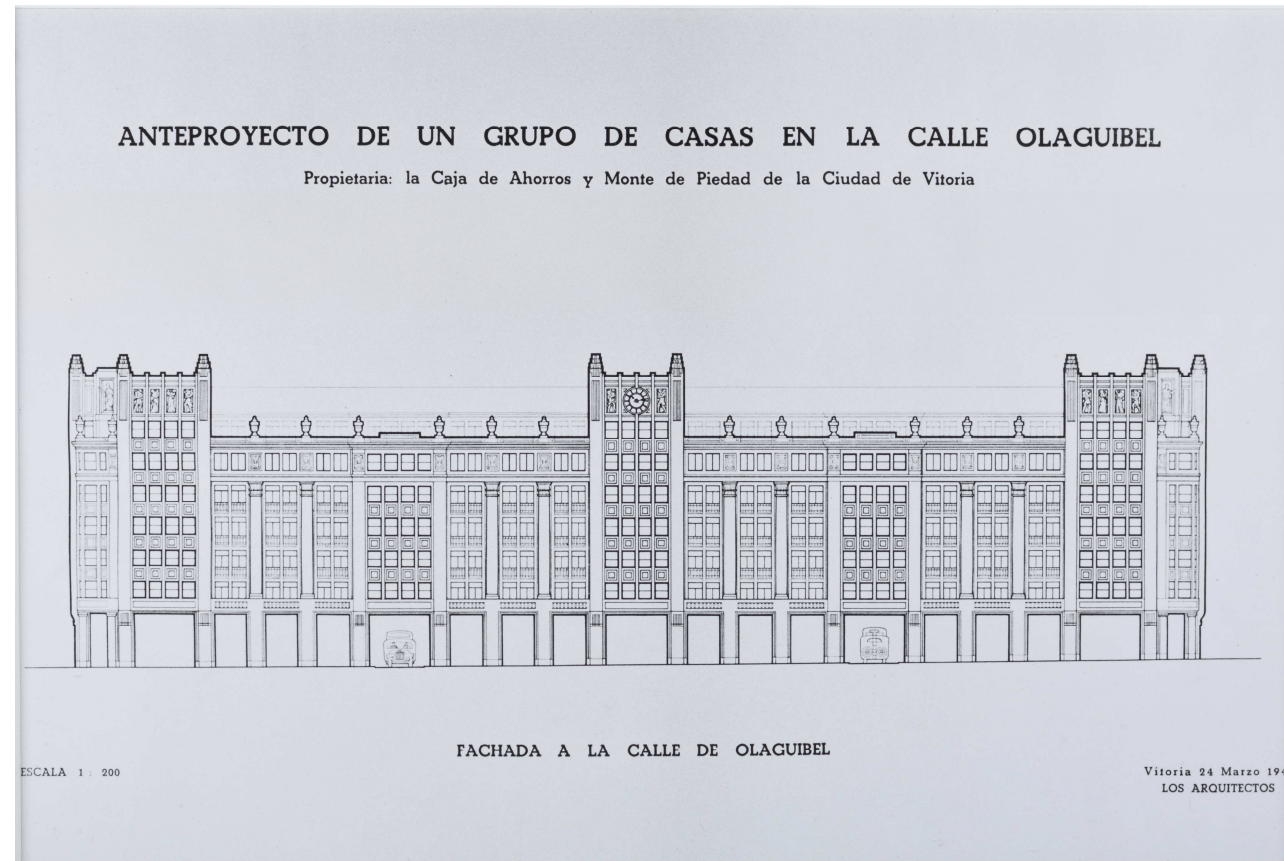 ANTEPROYECTO DE UN GRUPO DE CASAS EN LA CALLE OLAGUIBEL
Propietaria: la Caja de Ahorros y Monte de Piedad de la Ciudad de Vitoria
FACHADA A LA CALLE DE OLAGUIBEL
ESCALA 1 : 200
Vitoria 24 Marzo 194
LOS ARQUITECTOS